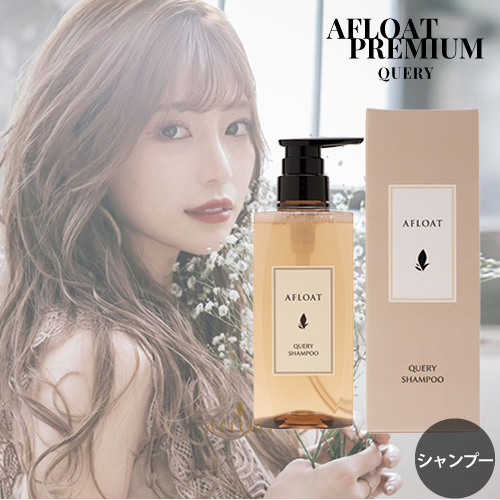 AFLOAT
PREMIUM
QUERY
AFLOAT
QUERY
SHAMPOO
AFLOAT
QUERY
SHAMPOO
シャンプー